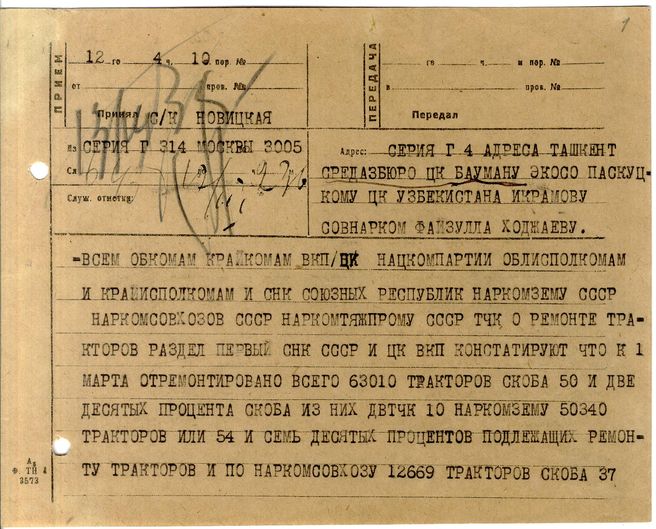 1
ПРИЕМ
12 го 4 ч. 10 пор. №
от пров. №
Принял С/К НОВИЦКАЯ
ПЕРЕДАЧА
го ч. и пор. №
в пров. №
Передал
Из СЕРИЯ Г 314 МОСКВЫ 3005
Сл
Служ. отметки:
Адрес: СЕРИЯ Г 4 АДРЕСА ТАШКЕНТ
СРЕДАЗБЮРО ЦК БАУМАНУ ЭКОСО ПАСКУЦ-
КОМУ ЦК УЗБЕКИСТАНА ИКРАМОВУ
СОВНАРКОМ ФАЙЗУЛЛА ХОДЖАЕВУ.
=ВСЕМ ОБКОМАМ КРАЙКОМАМ ВКП/ЦК НАЦКОМПАРТИИ ОБЛИСПОЛКОМАМ
И КРАЙИСПОЛКОМАМ И СНК СОЮЗНЫХ РЕСПУБЛИК НАРКОМЗЕМУ СССР
НАРКОМСОВХОЗОВ СССР НАРКОМТЯЖПРОМУ СССР ТЧК О РЕМОНТЕ ТРА-
КТОРОВ РАЗДЕЛ ПЕРВЫЙ СНК СССР И ЦК ВКП КОНСТАТИРУЮТ ЧТО К 1
МАРТА ОТРЕМОНТИРОВАНО ВСЕГО 63010 ТРАКТОРОВ СКОБА 50 И ДВЕ
ДЕСЯТЫХ ПРОЦЕНТА СКОБА ИЗ НИХ ДВТЧК 10 НАРКОМЗЕМУ 50340
ТРАКТОРОВ ИЛИ 54 И СЕМЬ ДЕСЯТЫХ ПРОЦЕНТОВ ПОДЛЕЖАЩИХ РЕМОН-
ТУ ТРАКТОРОВ И ПО НАРКОМСОВХОЗУ 12669 ТРАКТОРОВ СКОБА 37
Ф. ТН 4
3573